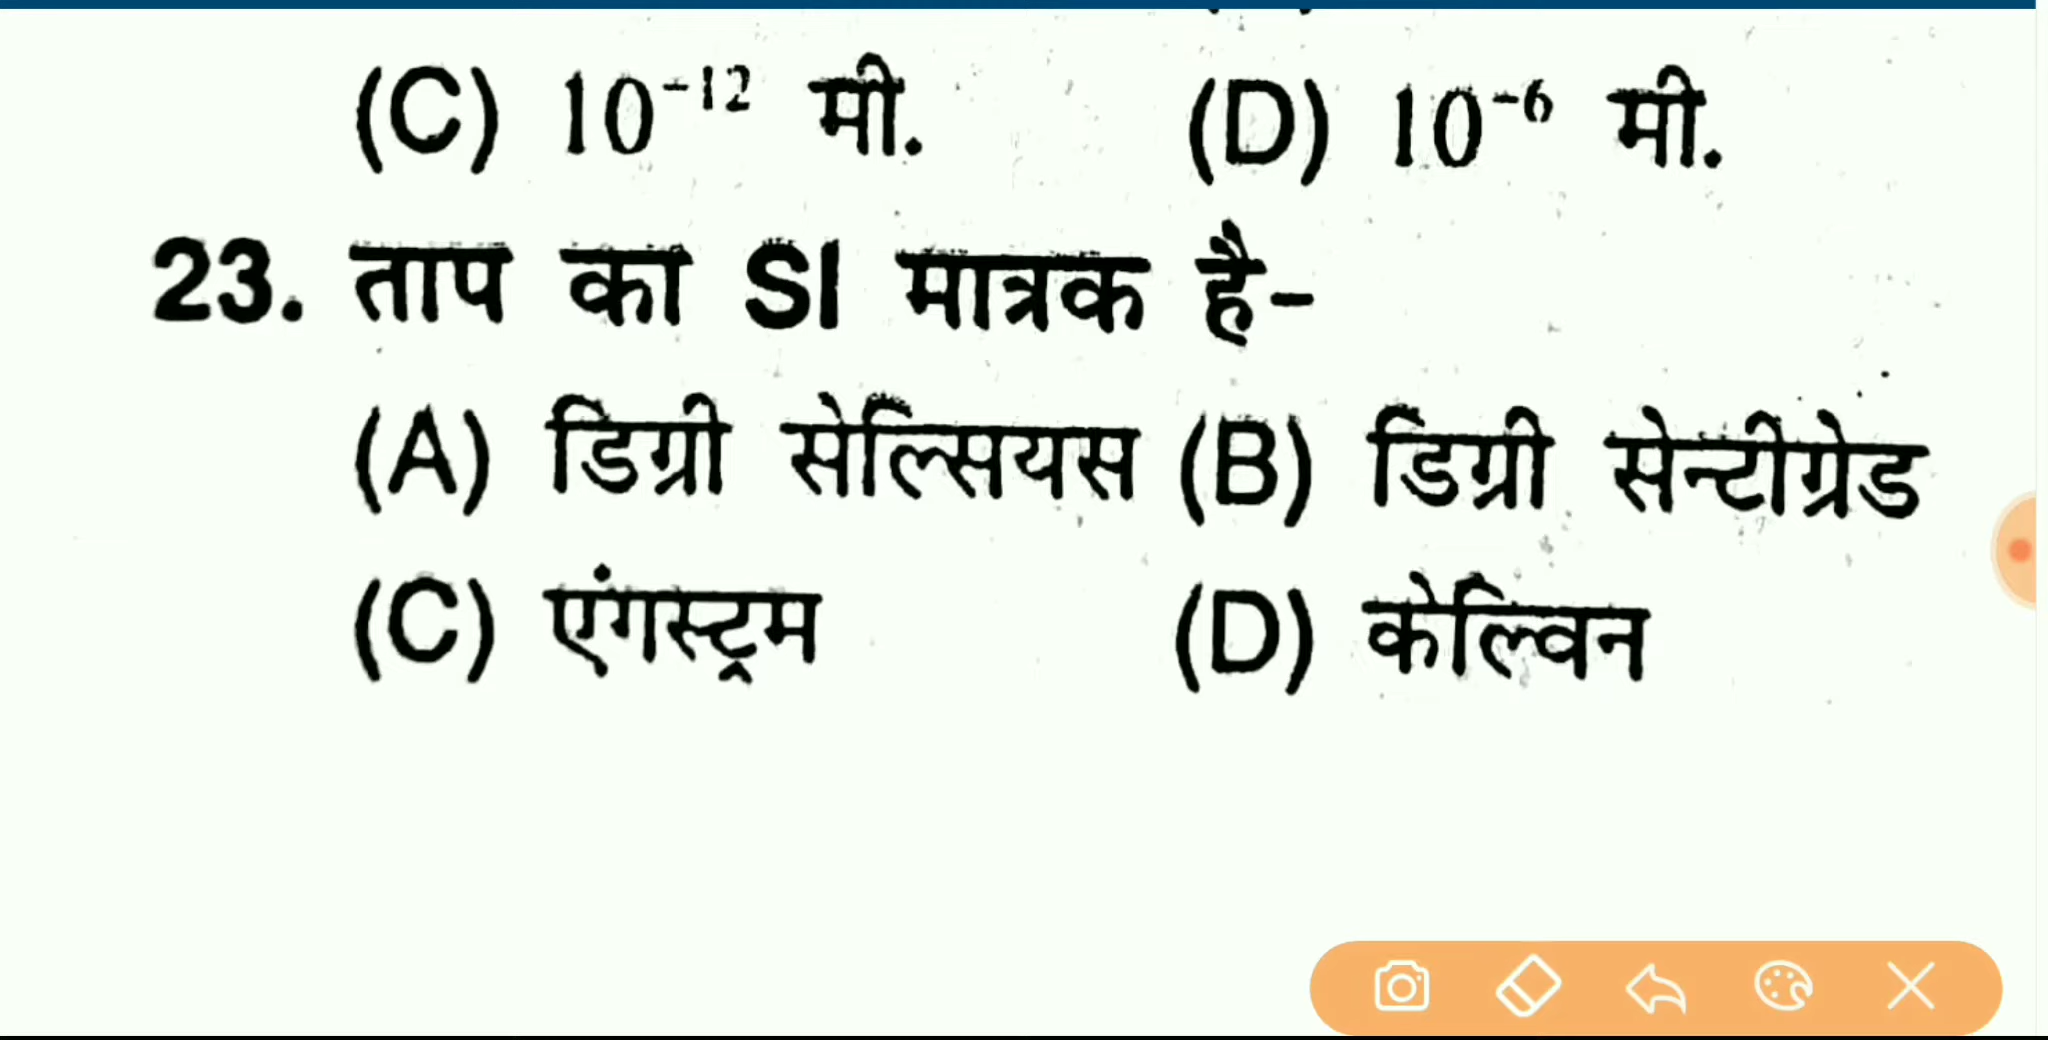 (C) 10⁻¹² मी. (D) 10⁻⁶ मी.
23. ताप का SI मात्रक है-
(A) डिग्री सेल्सियस (B) डिग्री सेन्टीग्रेड
(C) एंगस्ट्रम (D) केल्विन